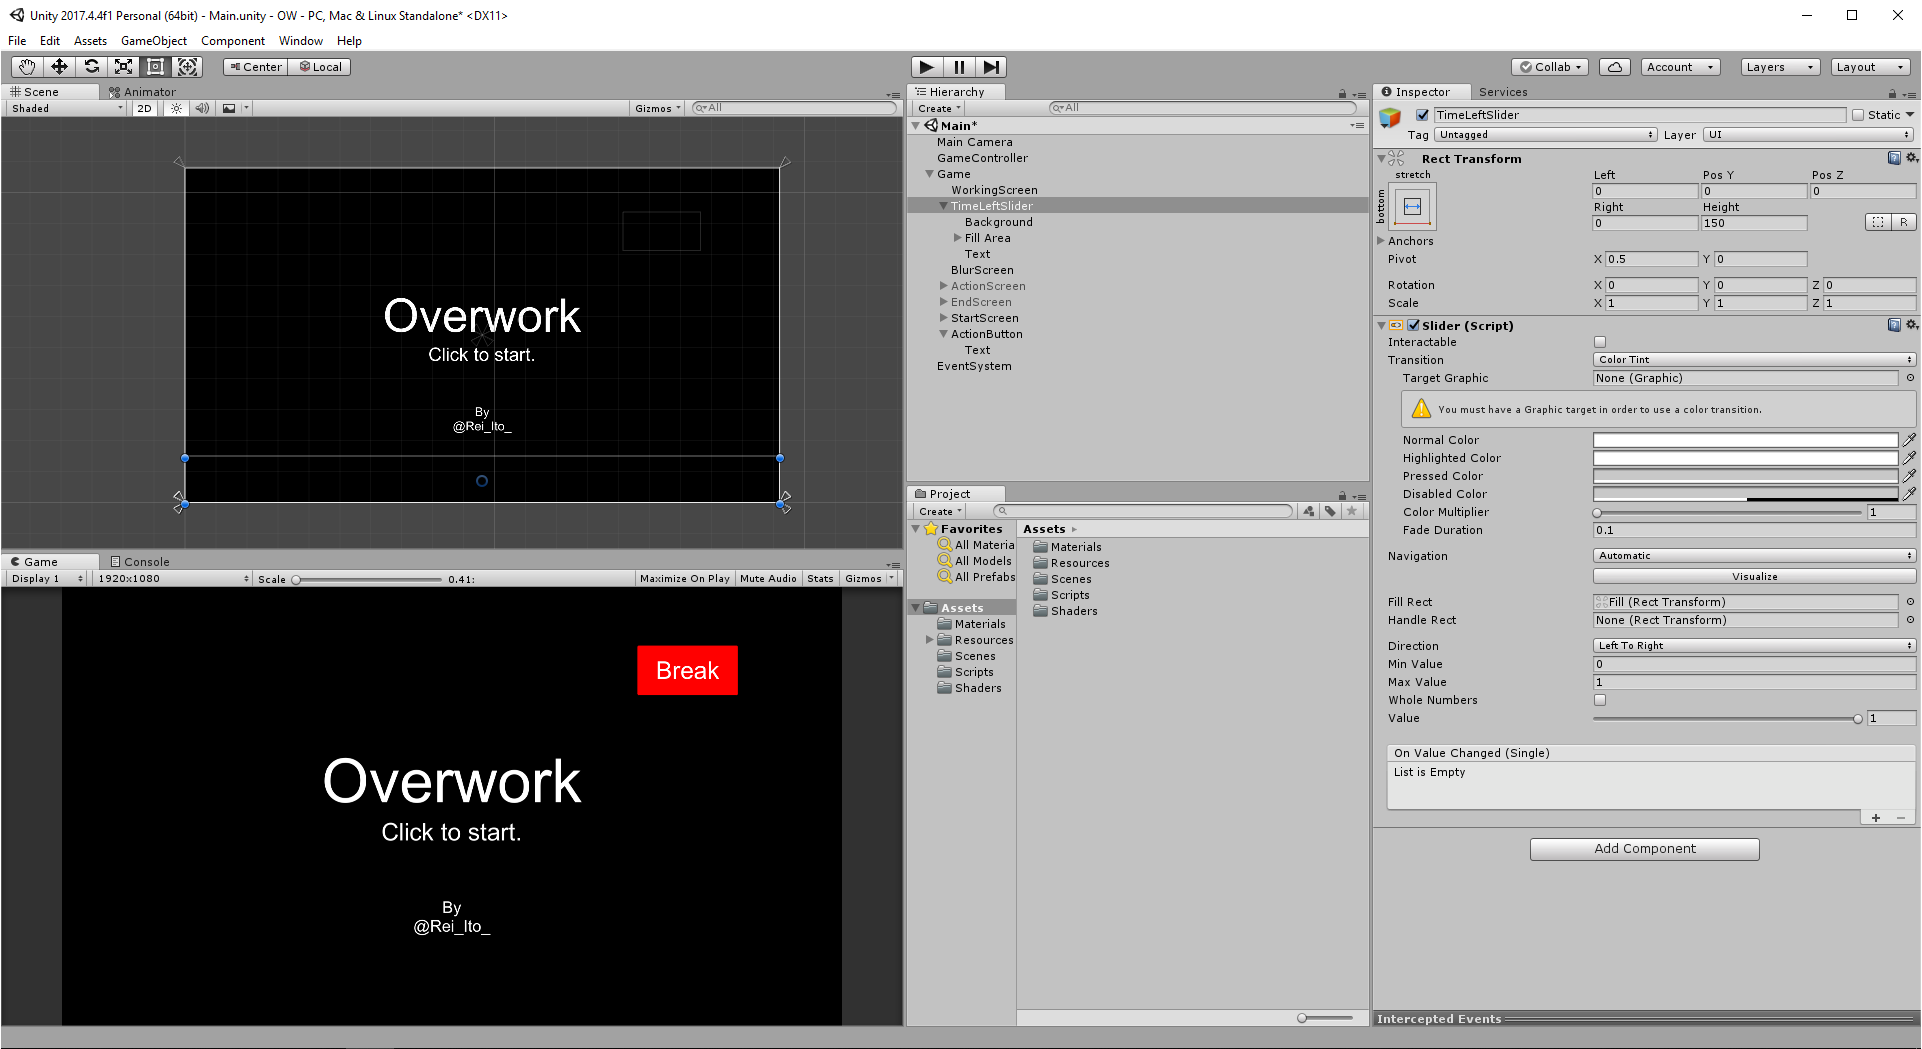 Unity 2017.4.4f1 Personal (64bit) - Main.unity - OW - PC, Mac & Linux Standalone* <DX11>
File Edit Assets GameObject Component Window Help
Center Local
Collab Account Layers Layout
Scene Animator
Shaded 2D Gizmos All
Overwork
Click to start.
By
@Rei_Ito_
Game Console
Display 1 1920x1080 Scale 0.41: Maximize On Play Mute Audio Stats Gizmos
Break
Overwork
Click to start.
By
@Rei_Ito_
Hierarchy
Create All
Main*
Main Camera
GameController
Game
WorkingScreen
TimeLeftSlider
Background
Fill Area
Text
BlurScreen
ActionScreen
EndScreen
StartScreen
ActionButton
Text
EventSystem
Project
Create
Favorites
All Materia
All Models
All Prefabs
Assets
Materials
Resources
Scenes
Scripts
Shaders
Assets
Materials
Resources
Scenes
Scripts
Shaders
Inspector Services
TimeLeftSlider Static
Tag Untagged Layer UI
Rect Transform
stretch Left Pos Y Pos Z
bottom
0 0 0
Right Height
0 150 R
Anchors
Pivot X 0.5 Y 0
Rotation X 0 Y 0 Z 0
Scale X 1 Y 1 Z 1
Slider (Script)
Interactable
Transition Color Tint
Target Graphic None (Graphic)
You must have a Graphic target in order to use a color transition.
Normal Color
Highlighted Color
Pressed Color
Disabled Color
Color Multiplier 1
Fade Duration 0.1
Navigation Automatic
Visualize
Fill Rect Fill (Rect Transform)
Handle Rect None (Rect Transform)
Direction Left To Right
Min Value 0
Max Value 1
Whole Numbers
Value 1
On Value Changed (Single)
List is Empty
+ −
Add Component
Intercepted Events